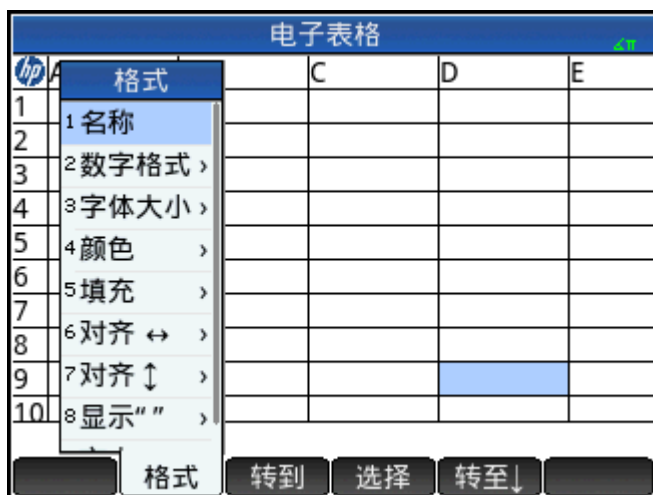 电子表格
∡π
hp A C D E
格式
1 名称
2 数字格式 ›
3 字体大小 ›
4 颜色 ›
5 填充 ›
6 对齐 ↔ ›
7 对齐 ↕ ›
8 显示“ ” ›
1
2
3
4
5
6
7
8
9
10
格式 转到 选择 转至↓